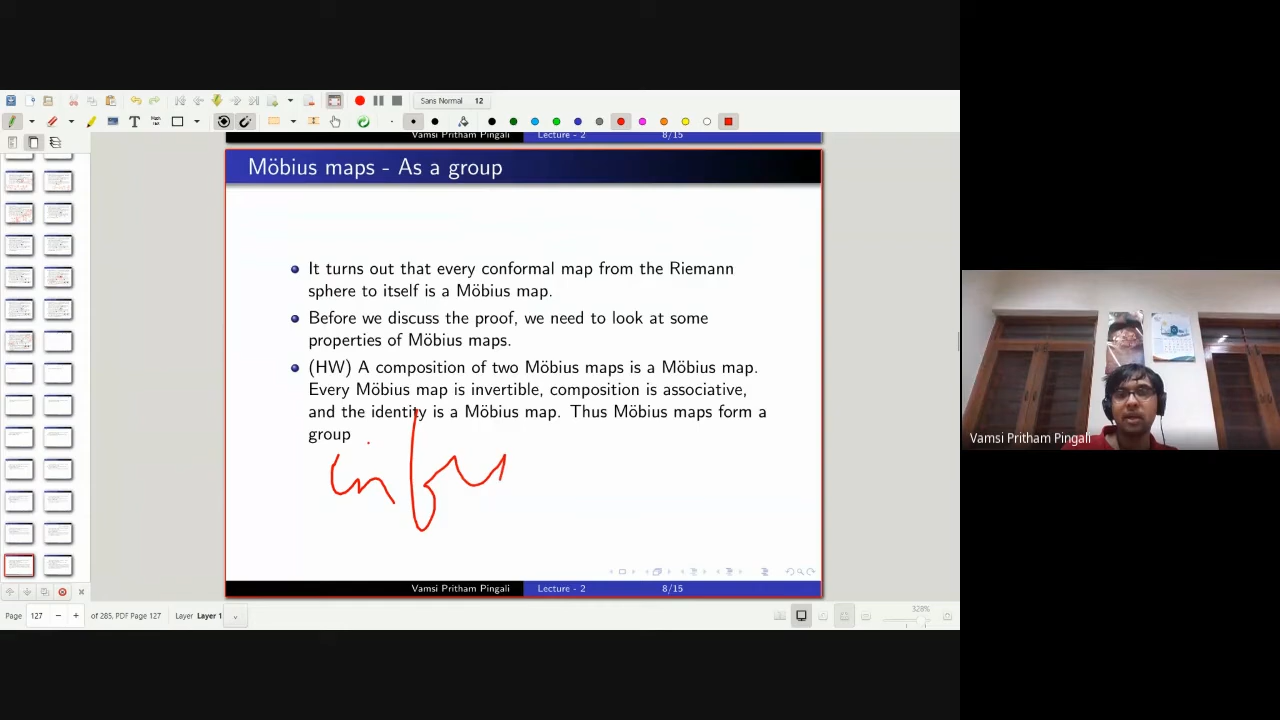 Sans Normal 12
Vamsi Pritham Pingali Lecture - 2 8/15
Möbius maps - As a group
It turns out that every conformal map from the Riemann
sphere to itself is a Möbius map.
Before we discuss the proof, we need to look at some
properties of Möbius maps.
(HW) A composition of two Möbius maps is a Möbius map.
Every Möbius map is invertible, composition is associative,
and the identity is a Möbius map. Thus Möbius maps form a
group
Vamsi Pritham Pingali Lecture - 2 8/15
Page 127 of 285, PDF Page 127 Layer Layer 1 328%
Vamsi Pritham Pingali